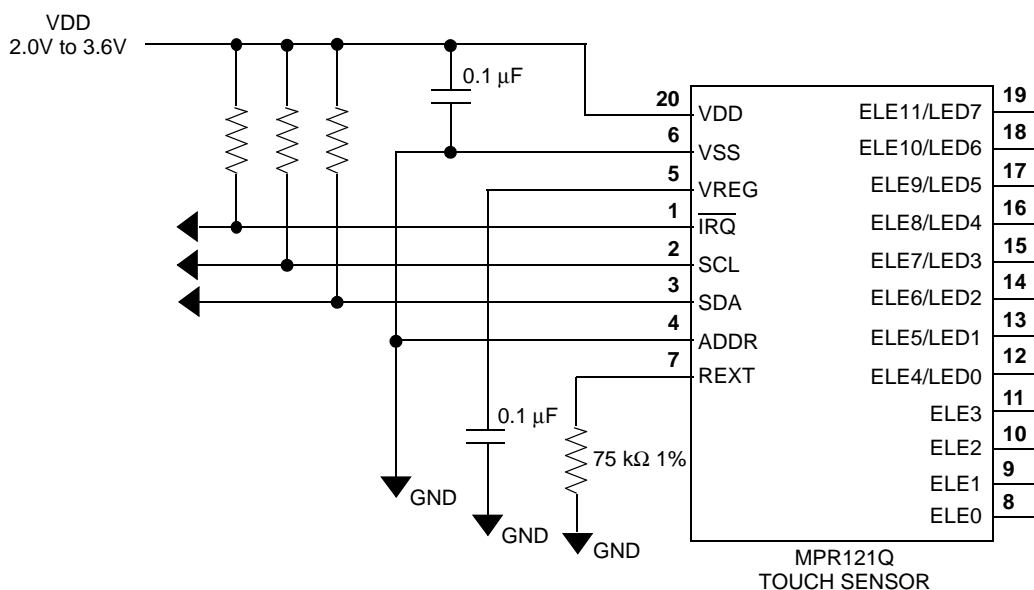 VDD
2.0V to 3.6V
0.1 μF
20 VDD
6 VSS
5 VREG
1 I̅R̅Q̅
2 SCL
3 SDA
4 ADDR
7 REXT
0.1 μF
75 kΩ 1%
GND
GND
GND
ELE11/LED7 19
ELE10/LED6 18
ELE9/LED5 17
ELE8/LED4 16
ELE7/LED3 15
ELE6/LED2 14
ELE5/LED1 13
ELE4/LED0 12
ELE3 11
ELE2 10
ELE1 9
ELE0 8
MPR121Q
TOUCH SENSOR